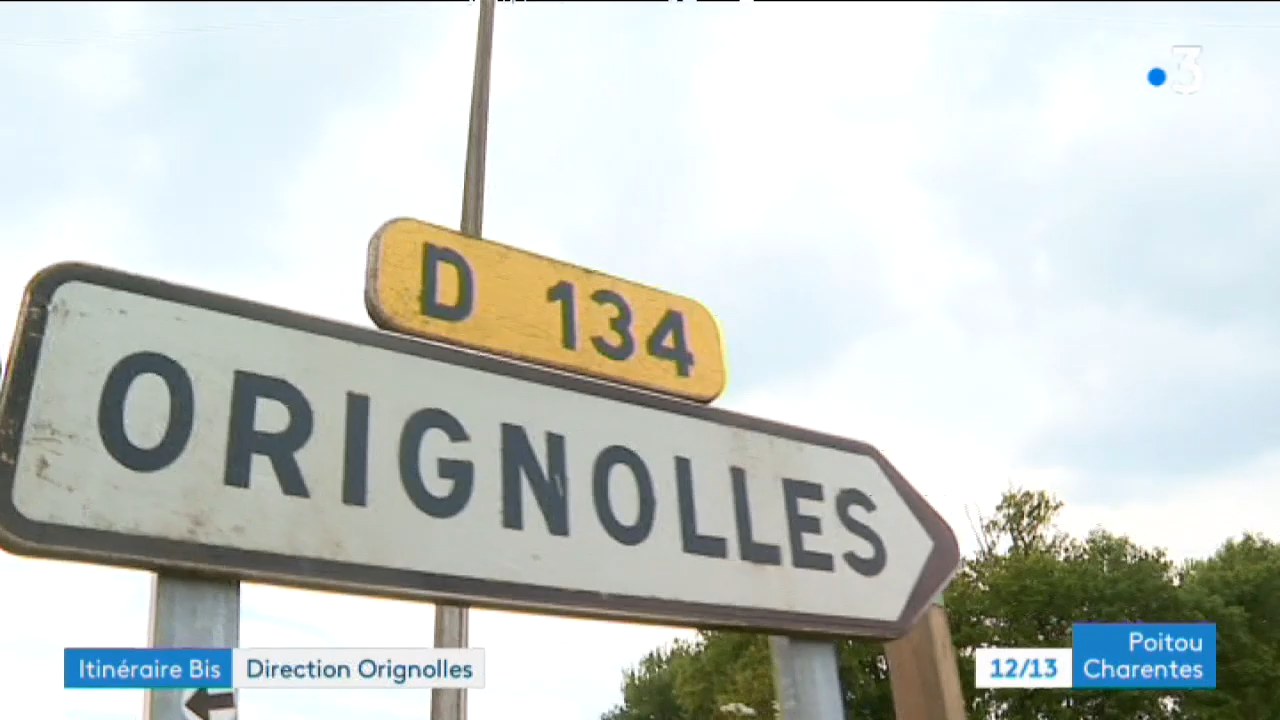 3
D 134
ORIGNOLLES
Itinéraire Bis Direction Orignolles
12/13 Poitou
Charentes